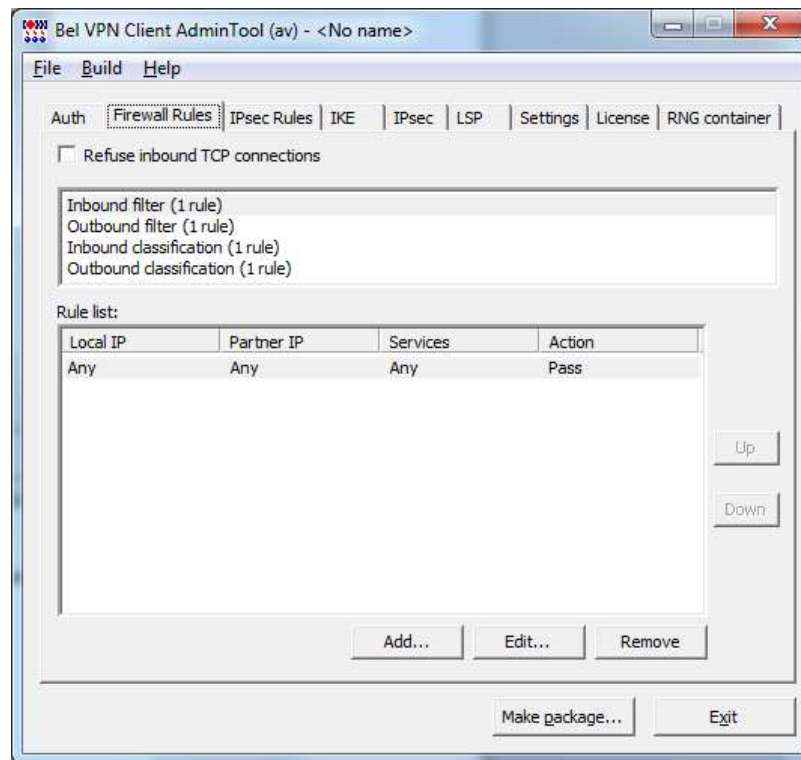 Bel VPN Client AdminTool (av) - <No name>
File Build Help
Auth Firewall Rules IPsec Rules IKE IPsec LSP Settings License RNG container
Refuse inbound TCP connections
Inbound filter (1 rule)
Outbound filter (1 rule)
Inbound classification (1 rule)
Outbound classification (1 rule)
Rule list:
Local IP Partner IP Services Action
Any Any Any Pass
Up
Down
Add... Edit... Remove
Make package... Exit